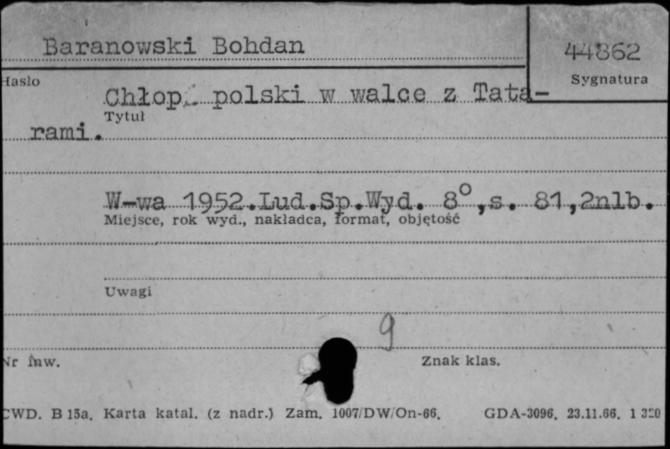 Baranowski Bohdan
44862
Hasło
Sygnatura
Chłop polski w walce z Tata-
Tytuł
rami.
W-wa 1952.Lud.Sp.Wyd. 8°,s. 81,2nlb.
Miejsce, rok wyd., nakładca, format, objętość
Uwagi
9
Nr inw.
Znak klas.
CWD. B 15a. Karta katal. (z nadr.) Zam. 1007/DW/On-66. GDA-3096. 23.11.66. 1